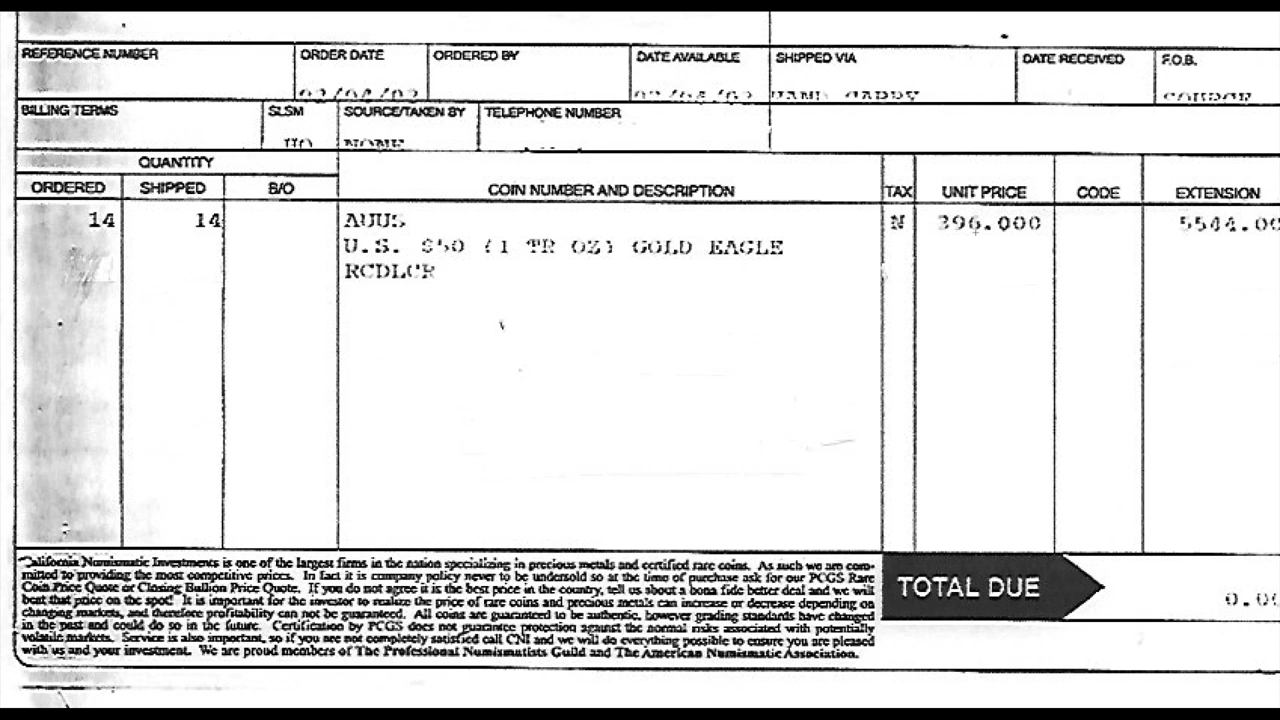 REFERENCE NUMBER ORDER DATE ORDERED BY DATE AVAILABLE SHIPPED VIA DATE RECEIVED F.O.B.
BILLING TERMS SLSM SOURCE/TAKEN BY TELEPHONE NUMBER
HO NONE
QUANTITY
ORDERED SHIPPED B/O COIN NUMBER AND DESCRIPTION TAX UNIT PRICE CODE EXTENSION
14 14 AUUS N 396.000 5544.00
U.S. $50 (1 TR OZ) GOLD EAGLE
RCDLCR
California Numismatic Investments is one of the largest firms in the nation specializing in precious metals and certified rare coins. As such we are com-
mitted to providing the most competitive prices. In fact it is company policy never to be undersold so at the time of purchase ask for our PCGS Rare
Coin Price Quote or Closing Bullion Price Quote. If you do not agree it is the best price in the country, tell us about a bona fide better deal and we will
beat that price on the spot! It is important for the investor to realize the price of rare coins and precious metals can increase or decrease depending on
changing markets, and therefore profitability can not be guaranteed. All coins are guaranteed to be authentic, however grading standards have changed
in the past and could do so in the future. Certification by PCGS does not guarantee protection against the normal risks associated with potentially
volatile markets. Service is also important, so if you are not completely satisfied call CNI and we will do everything possible to ensure you are pleased
with us and your investment. We are proud members of The Professional Numismatists Guild and The American Numismatic Association.
TOTAL DUE
0.00